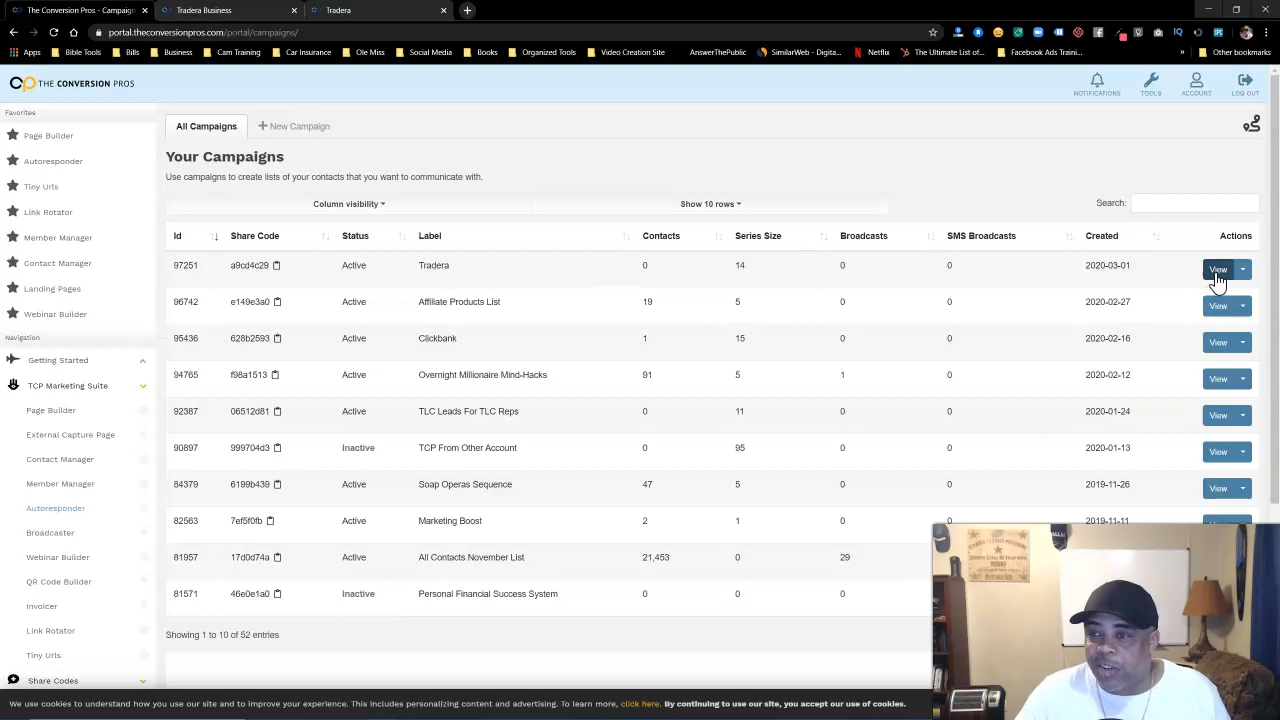 The Conversion Pros - Campaign
Tradera Business
Tradera
portal.theconversionpros.com/portal/campaigns/
Apps Bible Tools Bills Business Cam Training Car Insurance Ole Miss Social Media Books Organized Tools Video Creation Site AnswerThePublic SimilarWeb - Digita... Netflix The Ultimate List of... Facebook Ads Traini... » Other bookmarks
cp THE CONVERSION PROS
NOTIFICATIONS TOOLS ACCOUNT LOG OUT
Favorites
Page Builder
Autoresponder
Tiny Urls
Link Rotator
Member Manager
Contact Manager
Landing Pages
Webinar Builder
Navigation
Getting Started
TCP Marketing Suite
Page Builder
External Capture Page
Contact Manager
Member Manager
Autoresponder
Broadcaster
Webinar Builder
QR Code Builder
Invoicer
Link Rotator
Tiny Urls
Share Codes
All Campaigns + New Campaign
Your Campaigns
Use campaigns to create lists of your contacts that you want to communicate with.
Column visibility Show 10 rows Search:
Id Share Code Status Label Contacts Series Size Broadcasts SMS Broadcasts Created Actions
97251 a9cd4c29 Active Tradera 0 14 0 0 2020-03-01 View
96742 e149e3a0 Active Affiliate Products List 19 5 0 0 2020-02-27 View
95436 628b2593 Active Clickbank 1 15 0 0 2020-02-16 View
94765 f98a1513 Active Overnight Millionaire Mind-Hacks 91 5 1 0 2020-02-12 View
92387 06512d81 Active TLC Leads For TLC Reps 0 11 0 0 2020-01-24 View
90897 999704d3 Inactive TCP From Other Account 0 95 0 0 2020-01-13 View
84379 6199b439 Active Soap Operas Sequence 47 5 0 0 2019-11-26 View
82563 7ef5f0fb Active Marketing Boost 2 1 0 0 2019-11-11
81957 17d0d74a Active All Contacts November List 21,453 0 29
81571 46e0e1a0 Inactive Personal Financial Success System 0 0 0
Showing 1 to 10 of 52 entries
We use cookies to understand how you use our site and to improve your experience. This includes personalizing content and advertising. To learn more, click here. By continuing to use our site, you accept our use of cookies.